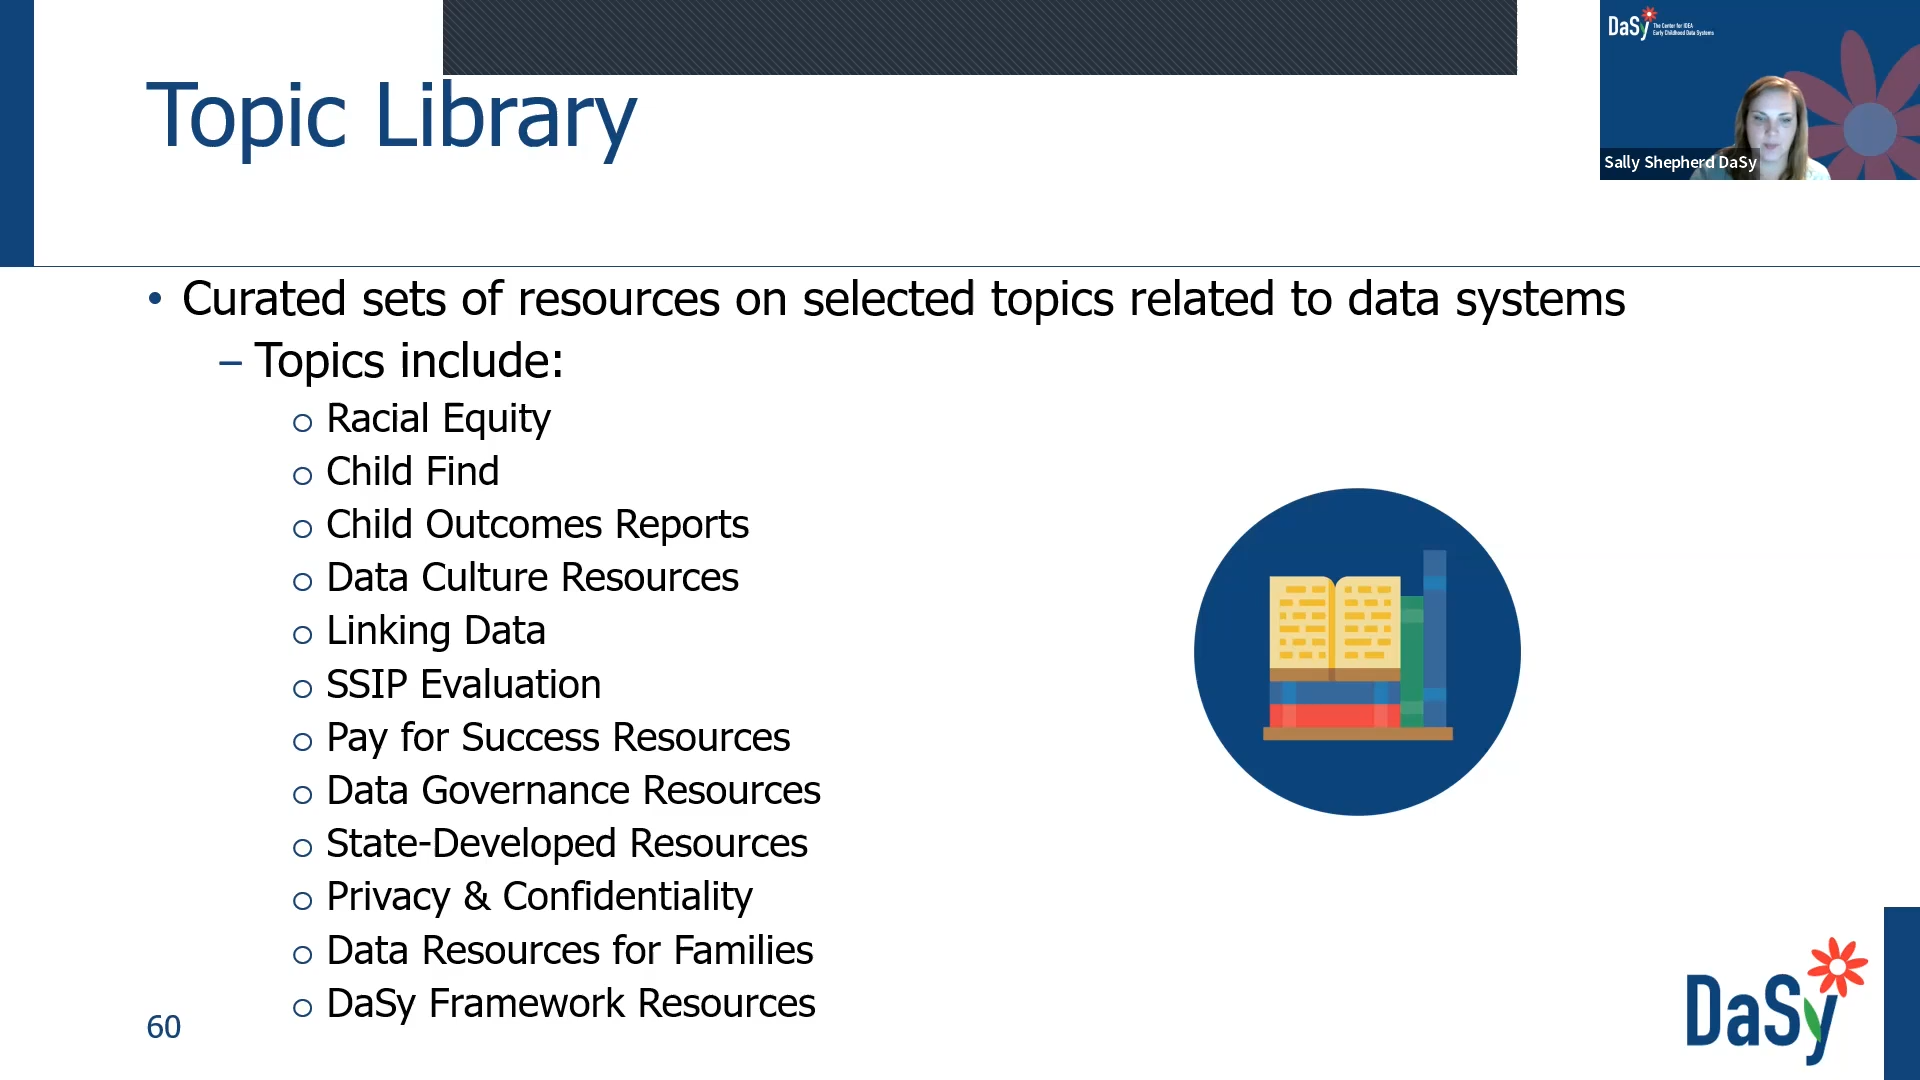 Topic Library
DaSy The Center for IDEA
Early Childhood Data Systems
Sally Shepherd DaSy
• Curated sets of resources on selected topics related to data systems
– Topics include:
o Racial Equity
o Child Find
o Child Outcomes Reports
o Data Culture Resources
o Linking Data
o SSIP Evaluation
o Pay for Success Resources
o Data Governance Resources
o State-Developed Resources
o Privacy & Confidentiality
o Data Resources for Families
o DaSy Framework Resources
60
DaSy